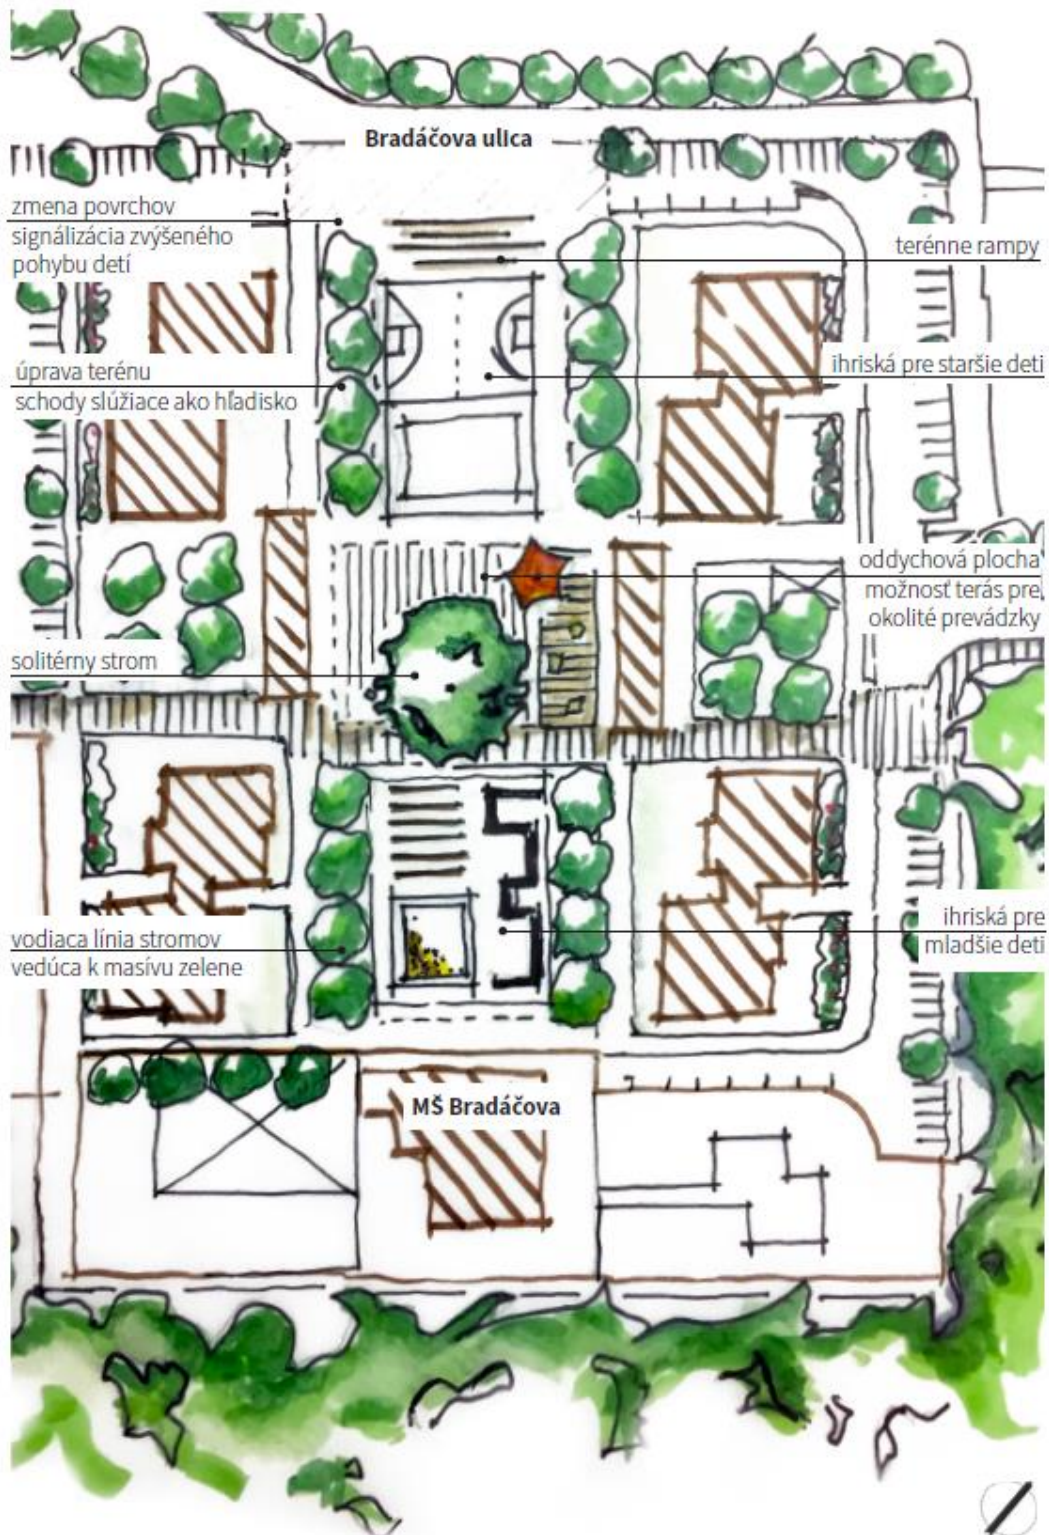 Bradáčova ulica
zmena povrchov
signálizácia zvýšeného
pohybu detí
terénne rampy
úprava terénu
schody slúžiace ako hľadisko
ihriská pre staršie deti
oddychová plocha
možnosť terás pre
okolité prevádzky
solitérny strom
vodiaca línia stromov
vedúca k masívu zelene
ihriská pre
mladšie deti
MŠ Bradáčova